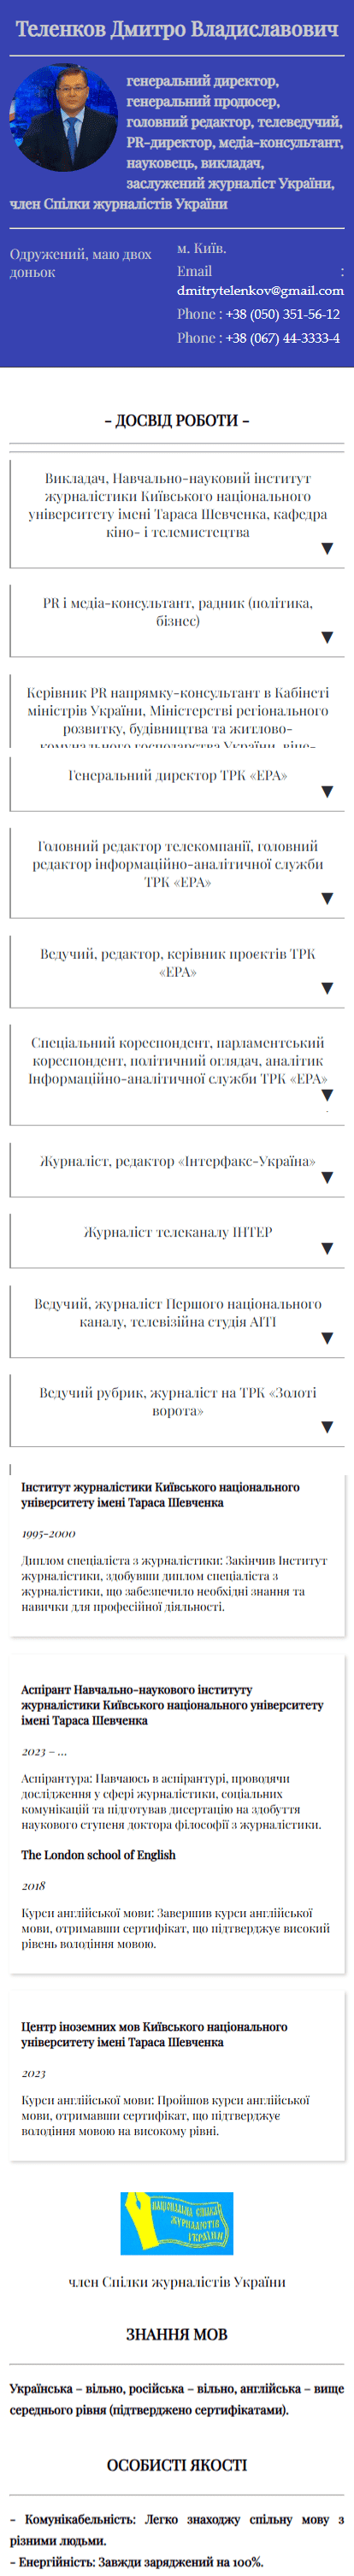 Теленков Дмитро Владиславович
генеральний директор,
генеральний продюсер,
головний редактор, телеведучий,
PR-директор, медіа-консультант,
науковець, викладач,
заслужений журналіст України,
член Спілки журналістів України
Одружений, маю двох
доньок
м. Київ.
Email :
dmitrytelenkov@gmail.com
Phone : +38 (050) 351-56-12
Phone : +38 (067) 44-3333-4
- ДОСВІД РОБОТИ -
Викладач, Навчально-науковий інститут
журналістики Київського національного
університету імені Тараса Шевченка, кафедра
кіно- і телемистецтва
▼
PR і медіа-консультант, радник (політика,
бізнес)
▼
Керівник PR напрямку-консультант в Кабінеті
міністрів України, Міністерстві регіонального
розвитку, будівництва та житлово-
комунального господарства України, віце-
Генеральний директор ТРК «ЕРА»
▼
Головний редактор телекомпанії, головний
редактор інформаційно-аналітичної служби
ТРК «ЕРА»
▼
Ведучий, редактор, керівник проєктів ТРК
«ЕРА»
▼
Спеціальний кореспондент, парламентський
кореспондент, політичний оглядач, аналітик
Інформаційно-аналітичної служби ТРК «ЕРА»
▼
Журналіст, редактор «Інтерфакс-Україна»
▼
Журналіст телеканалу ІНТЕР
▼
Ведучий, журналіст Першого національного
каналу, телевізійна студія АІТІ
▼
Ведучий рубрик, журналіст на ТРК «Золоті
ворота»
▼
Інститут журналістики Київського національного
університету імені Тараса Шевченка
1995-2000
Диплом спеціаліста з журналістики: Закінчив Інститут
журналістики, здобувши диплом спеціаліста з
журналістики, що забезпечило необхідні знання та
навички для професійної діяльності.
Аспірант Навчально-наукового інституту
журналістики Київського національного університету
імені Тараса Шевченка
2023 – ...
Аспірантура: Навчаюсь в аспірантурі, проводячи
дослідження у сфері журналістики, соціальних
комунікацій та підготував дисертацію на здобуття
наукового ступеня доктора філософії з журналістики.
The London school of English
2018
Курси англійської мови: Завершив курси англійської
мови, отримавши сертифікат, що підтверджує високий
рівень володіння мовою.
Центр іноземних мов Київського національного
університету імені Тараса Шевченка
2023
Курси англійської мови: Пройшов курси англійської
мови, отримавши сертифікат, що підтверджує
володіння мовою на високому рівні.
НАЦІОНАЛЬНА СПІЛКА
ЖУРНАЛІСТІВ
УКРАЇНИ
член Спілки журналістів України
ЗНАННЯ МОВ
Українська – вільно, російська – вільно, англійська – вище
середнього рівня (підтверджено сертифікатами).
ОСОБИСТІ ЯКОСТІ
- Комунікабельність: Легко знаходжу спільну мову з
різними людьми.
- Енергійність: Завжди заряджений на 100%.